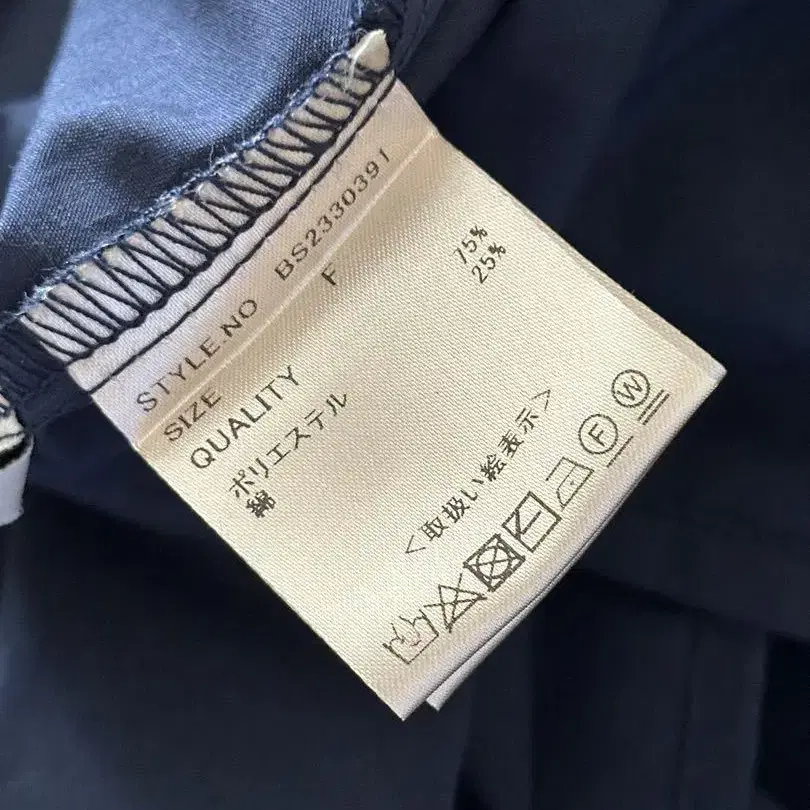 STYLE.NO BS2330391
SIZE F
QUALITY
ポリエステル 75%
綿 25%
<取扱い絵表示>
F W